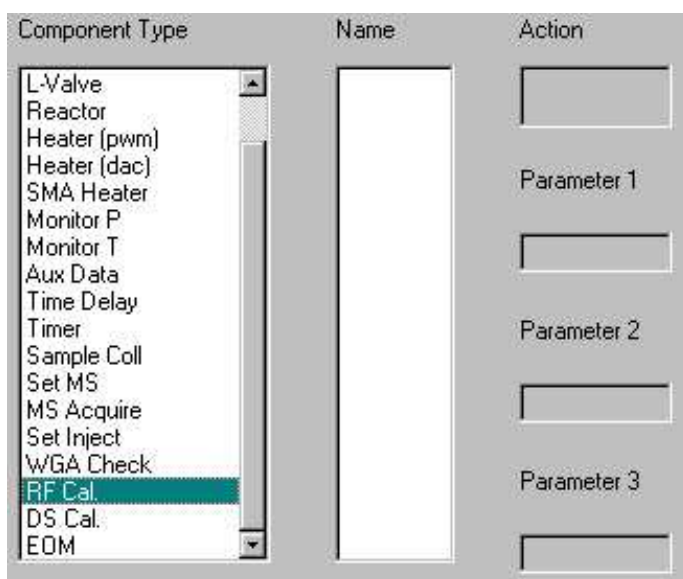 Component Type
Name
Action
L-Valve
Reactor
Heater (pwm)
Heater (dac)
SMA Heater
Monitor P
Monitor T
Aux Data
Time Delay
Timer
Sample Coll
Set MS
MS Acquire
Set Inject
WGA Check
RF Cal.
DS Cal.
EOM
Parameter 1
Parameter 2
Parameter 3